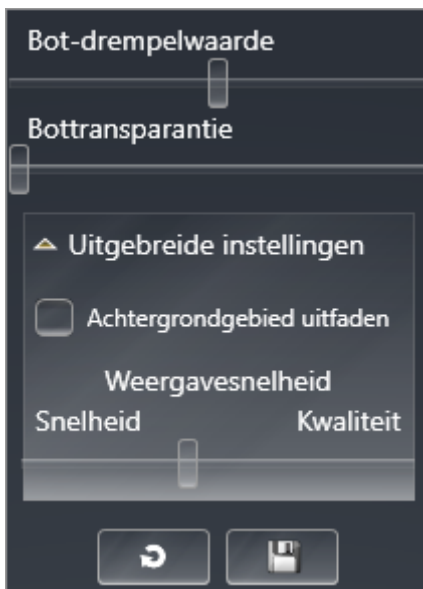 Bot-drempelwaarde
Bottransparantie
Uitgebreide instellingen
Achtergrondgebied uitfaden
Weergavesnelheid
Snelheid Kwaliteit